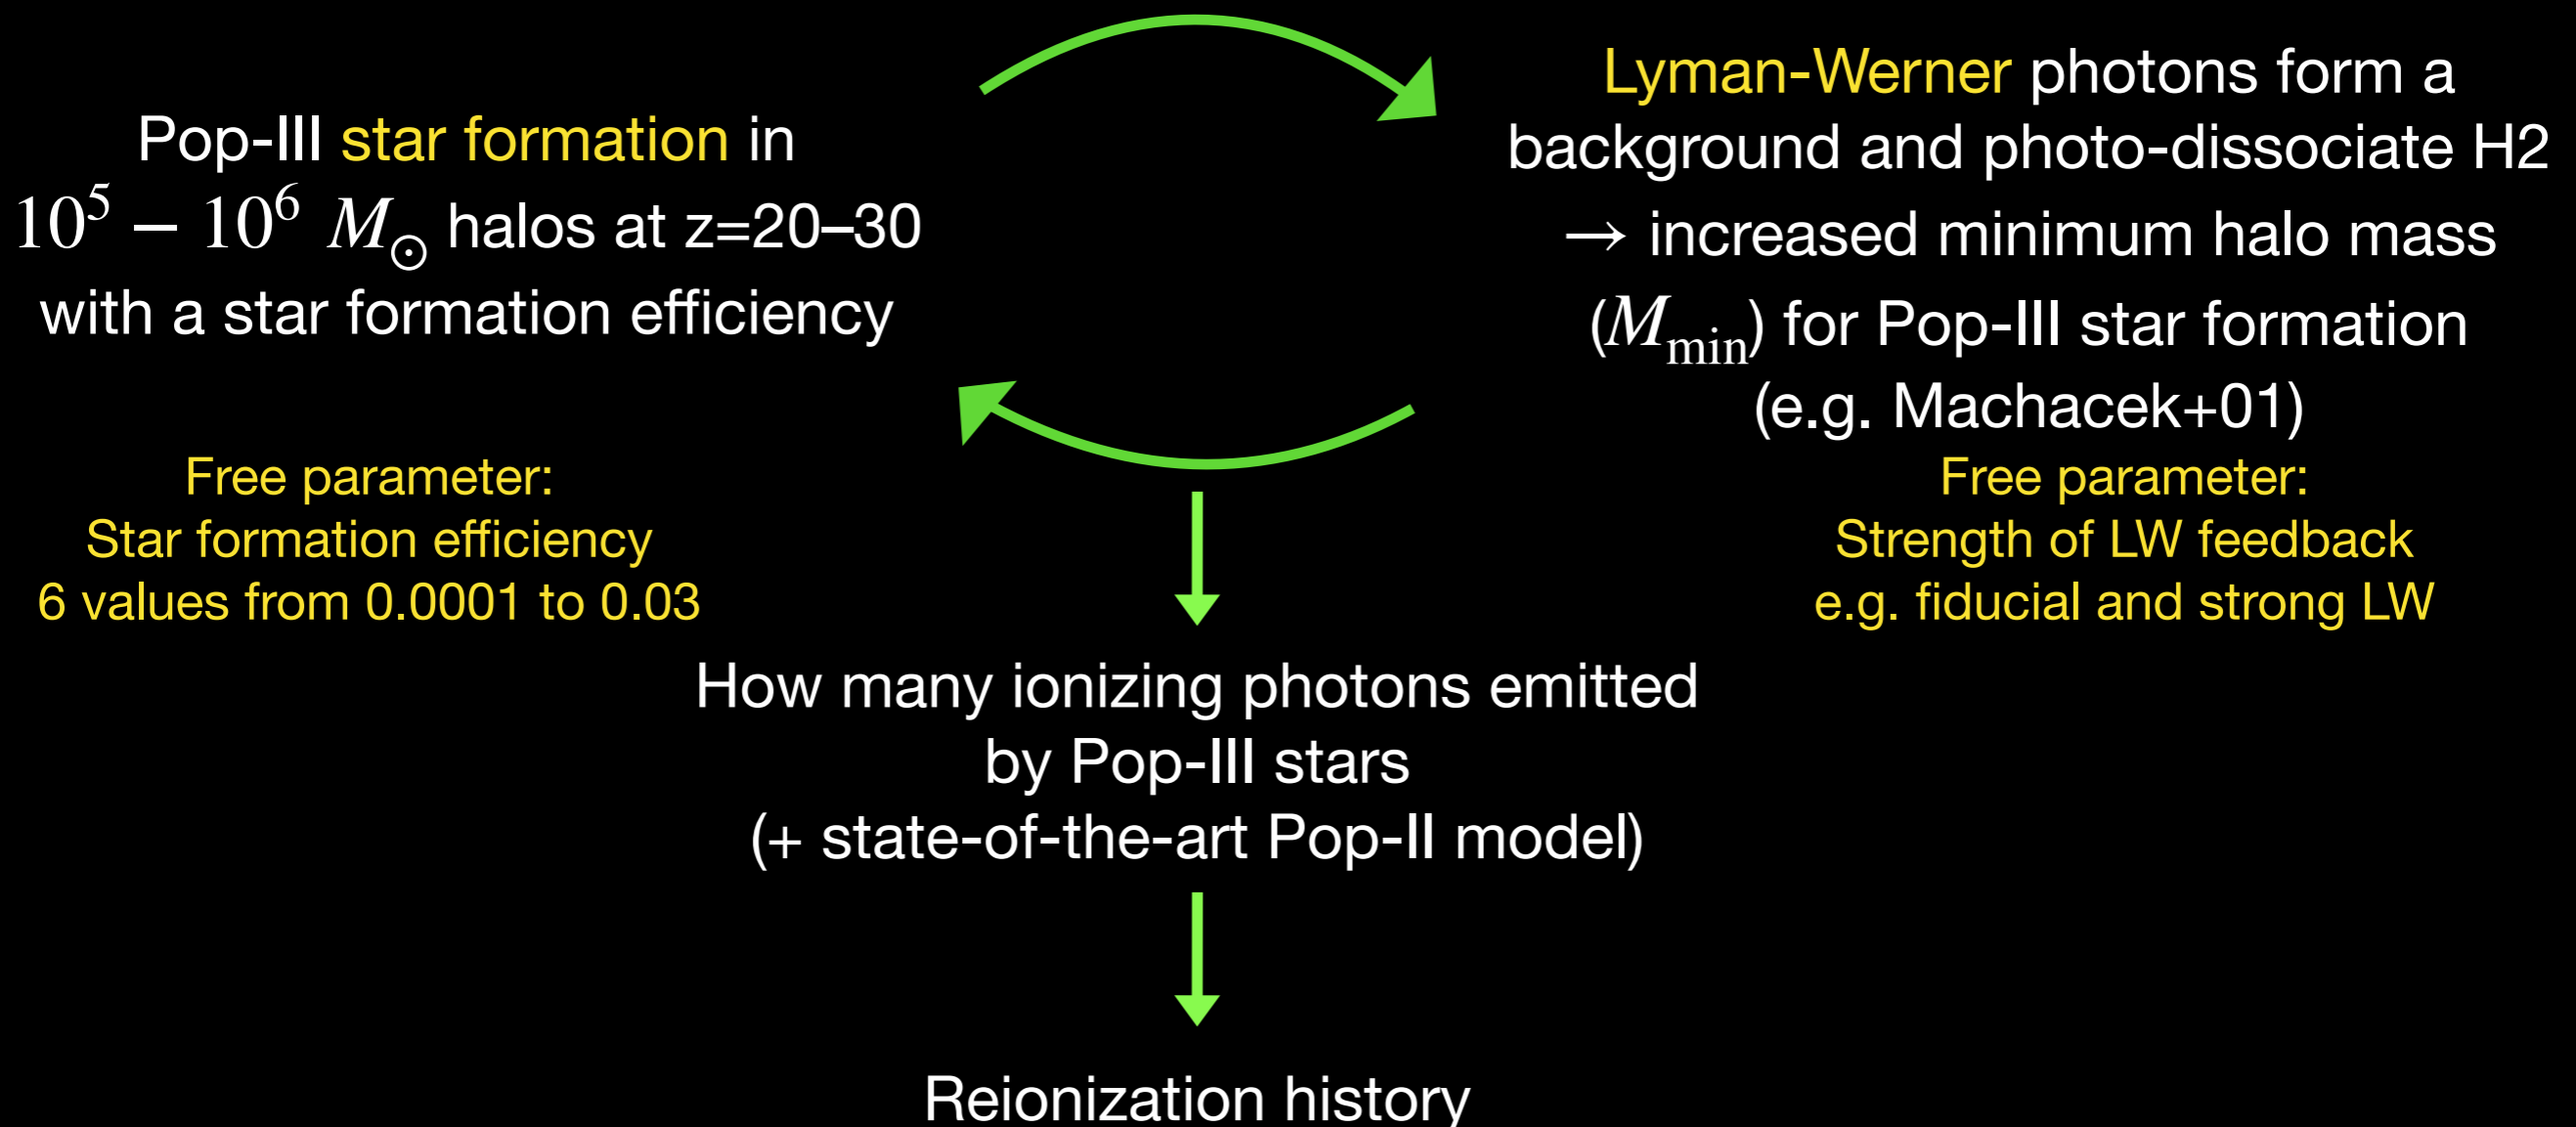 Pop-III star formation in
10⁵ – 10⁶ M☉ halos at z=20–30
with a star formation efficiency
Free parameter:
Star formation efficiency
6 values from 0.0001 to 0.03
Lyman-Werner photons form a
background and photo-dissociate H2
→ increased minimum halo mass
(M_min) for Pop-III star formation
(e.g. Machacek+01)
Free parameter:
Strength of LW feedback
e.g. fiducial and strong LW
How many ionizing photons emitted
by Pop-III stars
(+ state-of-the-art Pop-II model)
Reionization history